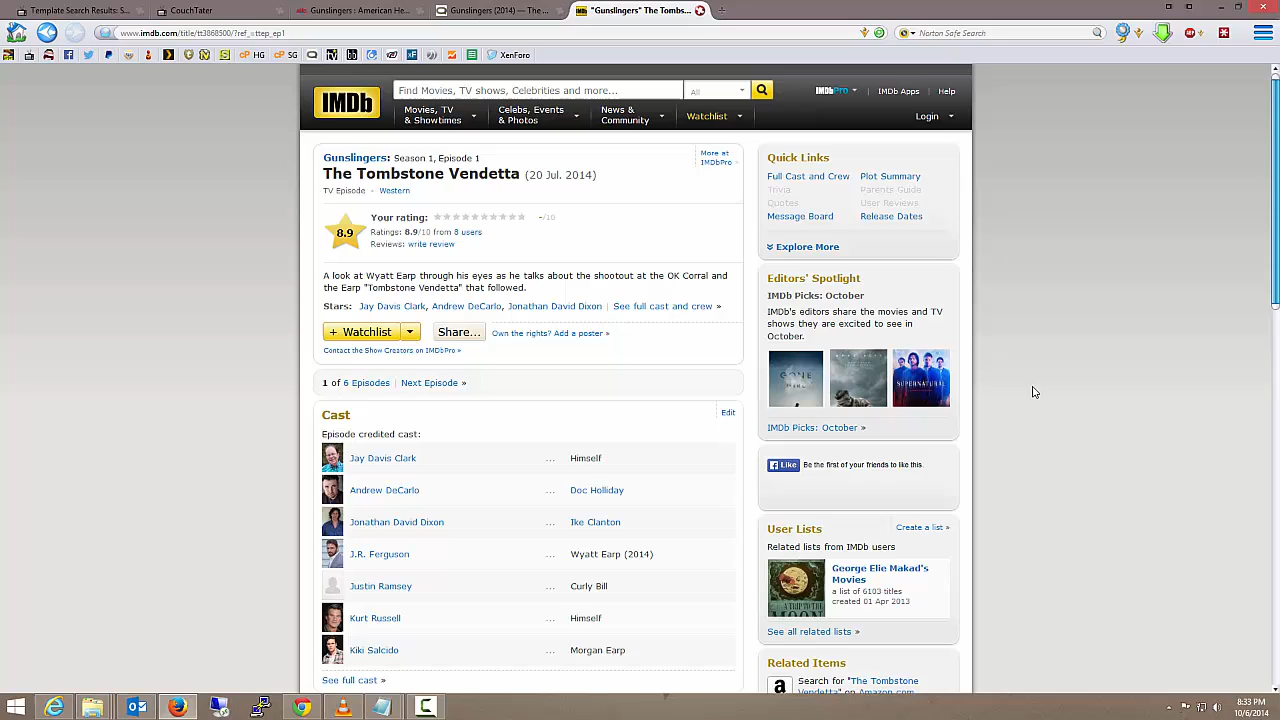 Template Search Results: S...
CouchTater
Gunslingers : American He...
Gunslingers (2014) — The ...
"Gunslingers" The Tombs...
www.imdb.com/title/tt3868500/?ref_=ttep_ep1
Norton Safe Search
cP HG
cP SG
XenForo
IMDb
Find Movies, TV shows, Celebrities and more...
All
IMDbPro
IMDb Apps
Help
Movies, TV & Showtimes
Celebs, Events & Photos
News & Community
Watchlist
Login
Gunslingers: Season 1, Episode 1
The Tombstone Vendetta (20 Jul. 2014)
TV Episode - Western
More at IMDbPro »
8.9
Your rating: -/10
Ratings: 8.9/10 from 8 users
Reviews: write review
A look at Wyatt Earp through his eyes as he talks about the shootout at the OK Corral and
the Earp "Tombstone Vendetta" that followed.
Stars: Jay Davis Clark, Andrew DeCarlo, Jonathan David Dixon | See full cast and crew »
+ Watchlist
Share...
Own the rights? Add a poster »
Contact the Show Creators on IMDbPro »
1 of 6 Episodes | Next Episode »
Cast
Edit
Episode credited cast:
Jay Davis Clark ... Himself
Andrew DeCarlo ... Doc Holliday
Jonathan David Dixon ... Ike Clanton
J.R. Ferguson ... Wyatt Earp (2014)
Justin Ramsey ... Curly Bill
Kurt Russell ... Himself
Kiki Salcido ... Morgan Earp
See full cast »
Quick Links
Full Cast and Crew
Plot Summary
Trivia
Parents Guide
Quotes
User Reviews
Message Board
Release Dates
Explore More
Editors' Spotlight
IMDb Picks: October
IMDb's editors share the movies and TV
shows they are excited to see in
October.
GONE GIRL
SUPERNATURAL
IMDb Picks: October »
Like
Be the first of your friends to like this.
User Lists
Create a list »
Related lists from IMDb users
George Elie Makad's
Movies
a list of 6103 titles
created 01 Apr 2013
A TRIP TO THE
MOON
See all related lists »
Related Items
Search for "The Tombstone
Vendetta" on Amazon.com
8:33 PM
10/6/2014